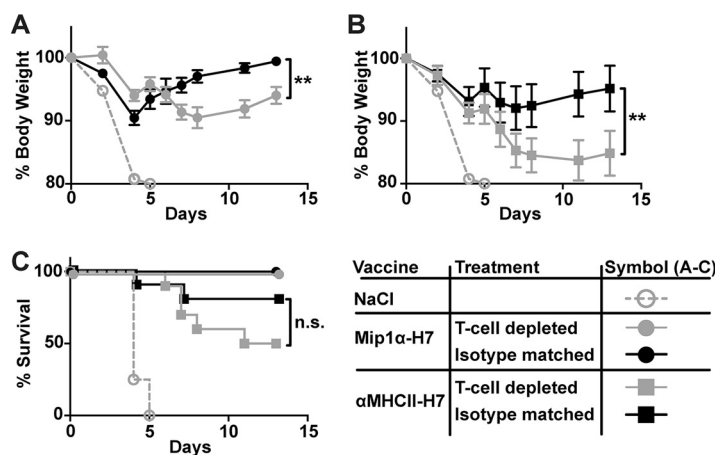 A
B
100
90
80
% Body Weight
0
5
10
15
Days
**
100
90
80
% Body Weight
0
5
10
15
Days
**
C
100
50
0
% Survival
0
5
10
15
Days
n.s.
Vaccine Treatment Symbol (A-C)
NaCl
Mip1α-H7 T-cell depleted
Isotype matched
αMHCII-H7 T-cell depleted
Isotype matched